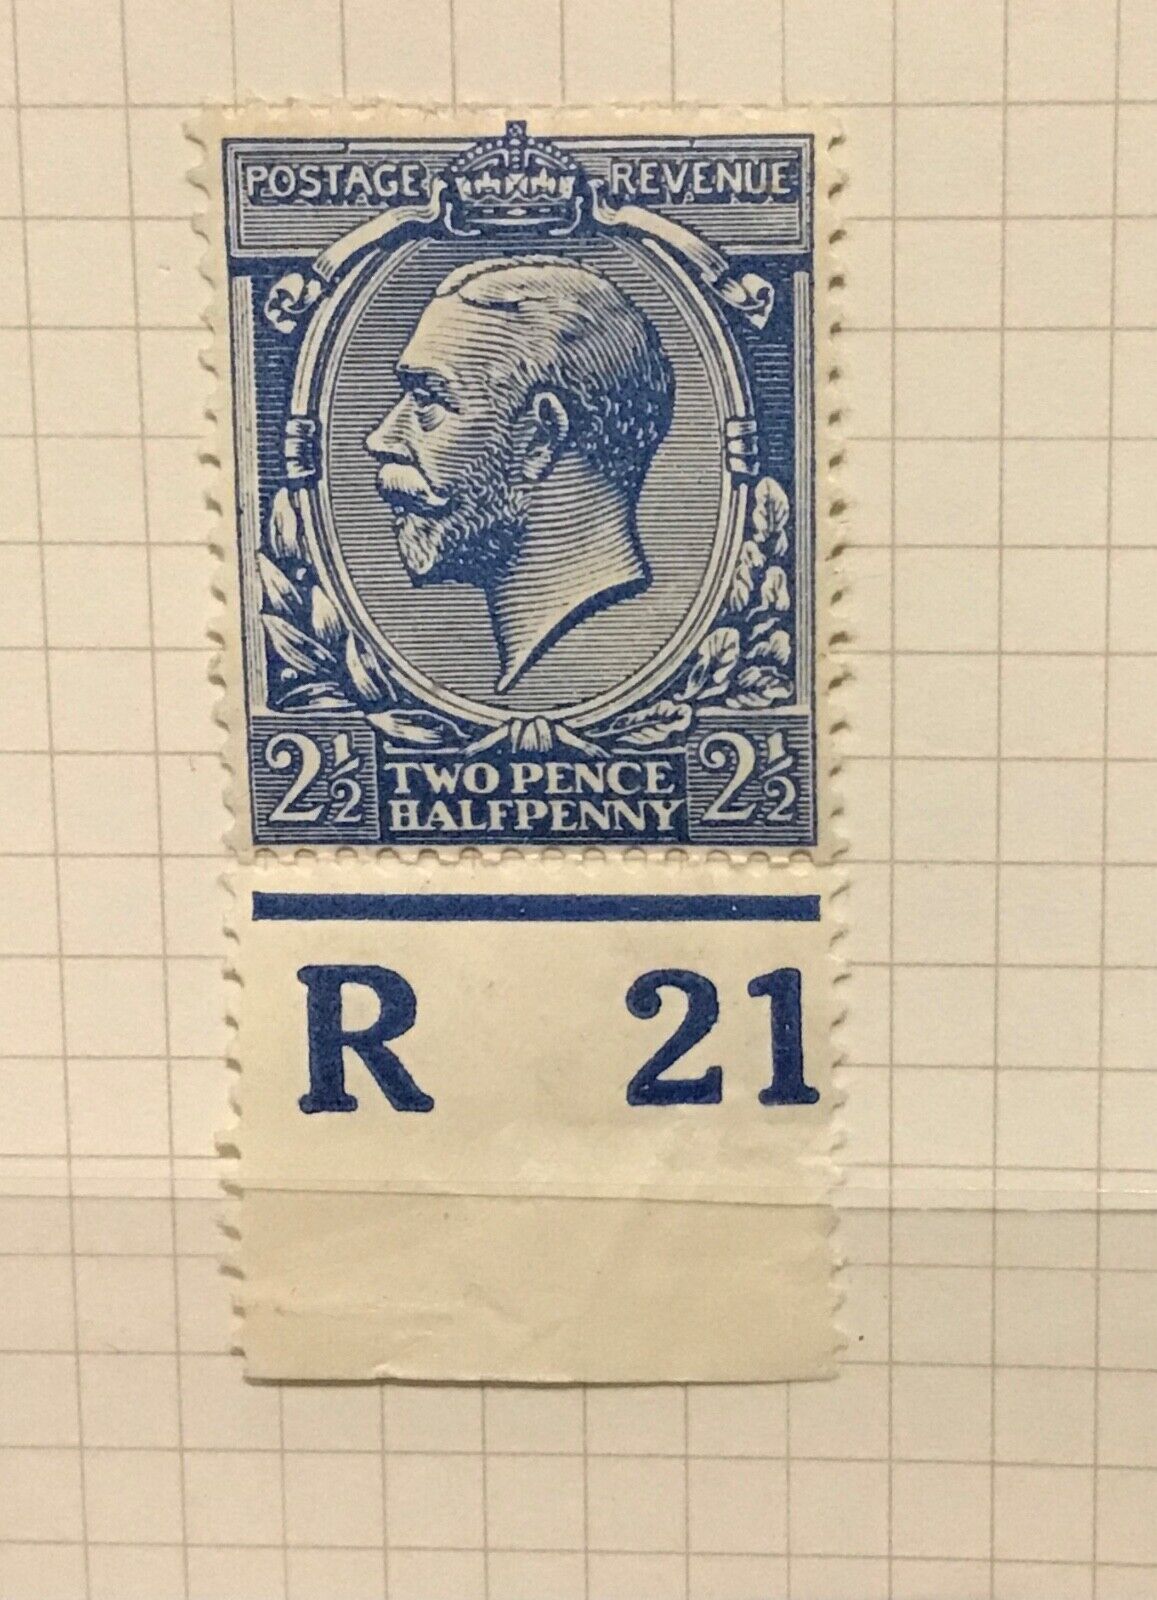 POSTAGE REVENUE
2½ TWO PENCE HALFPENNY 2½
R 21